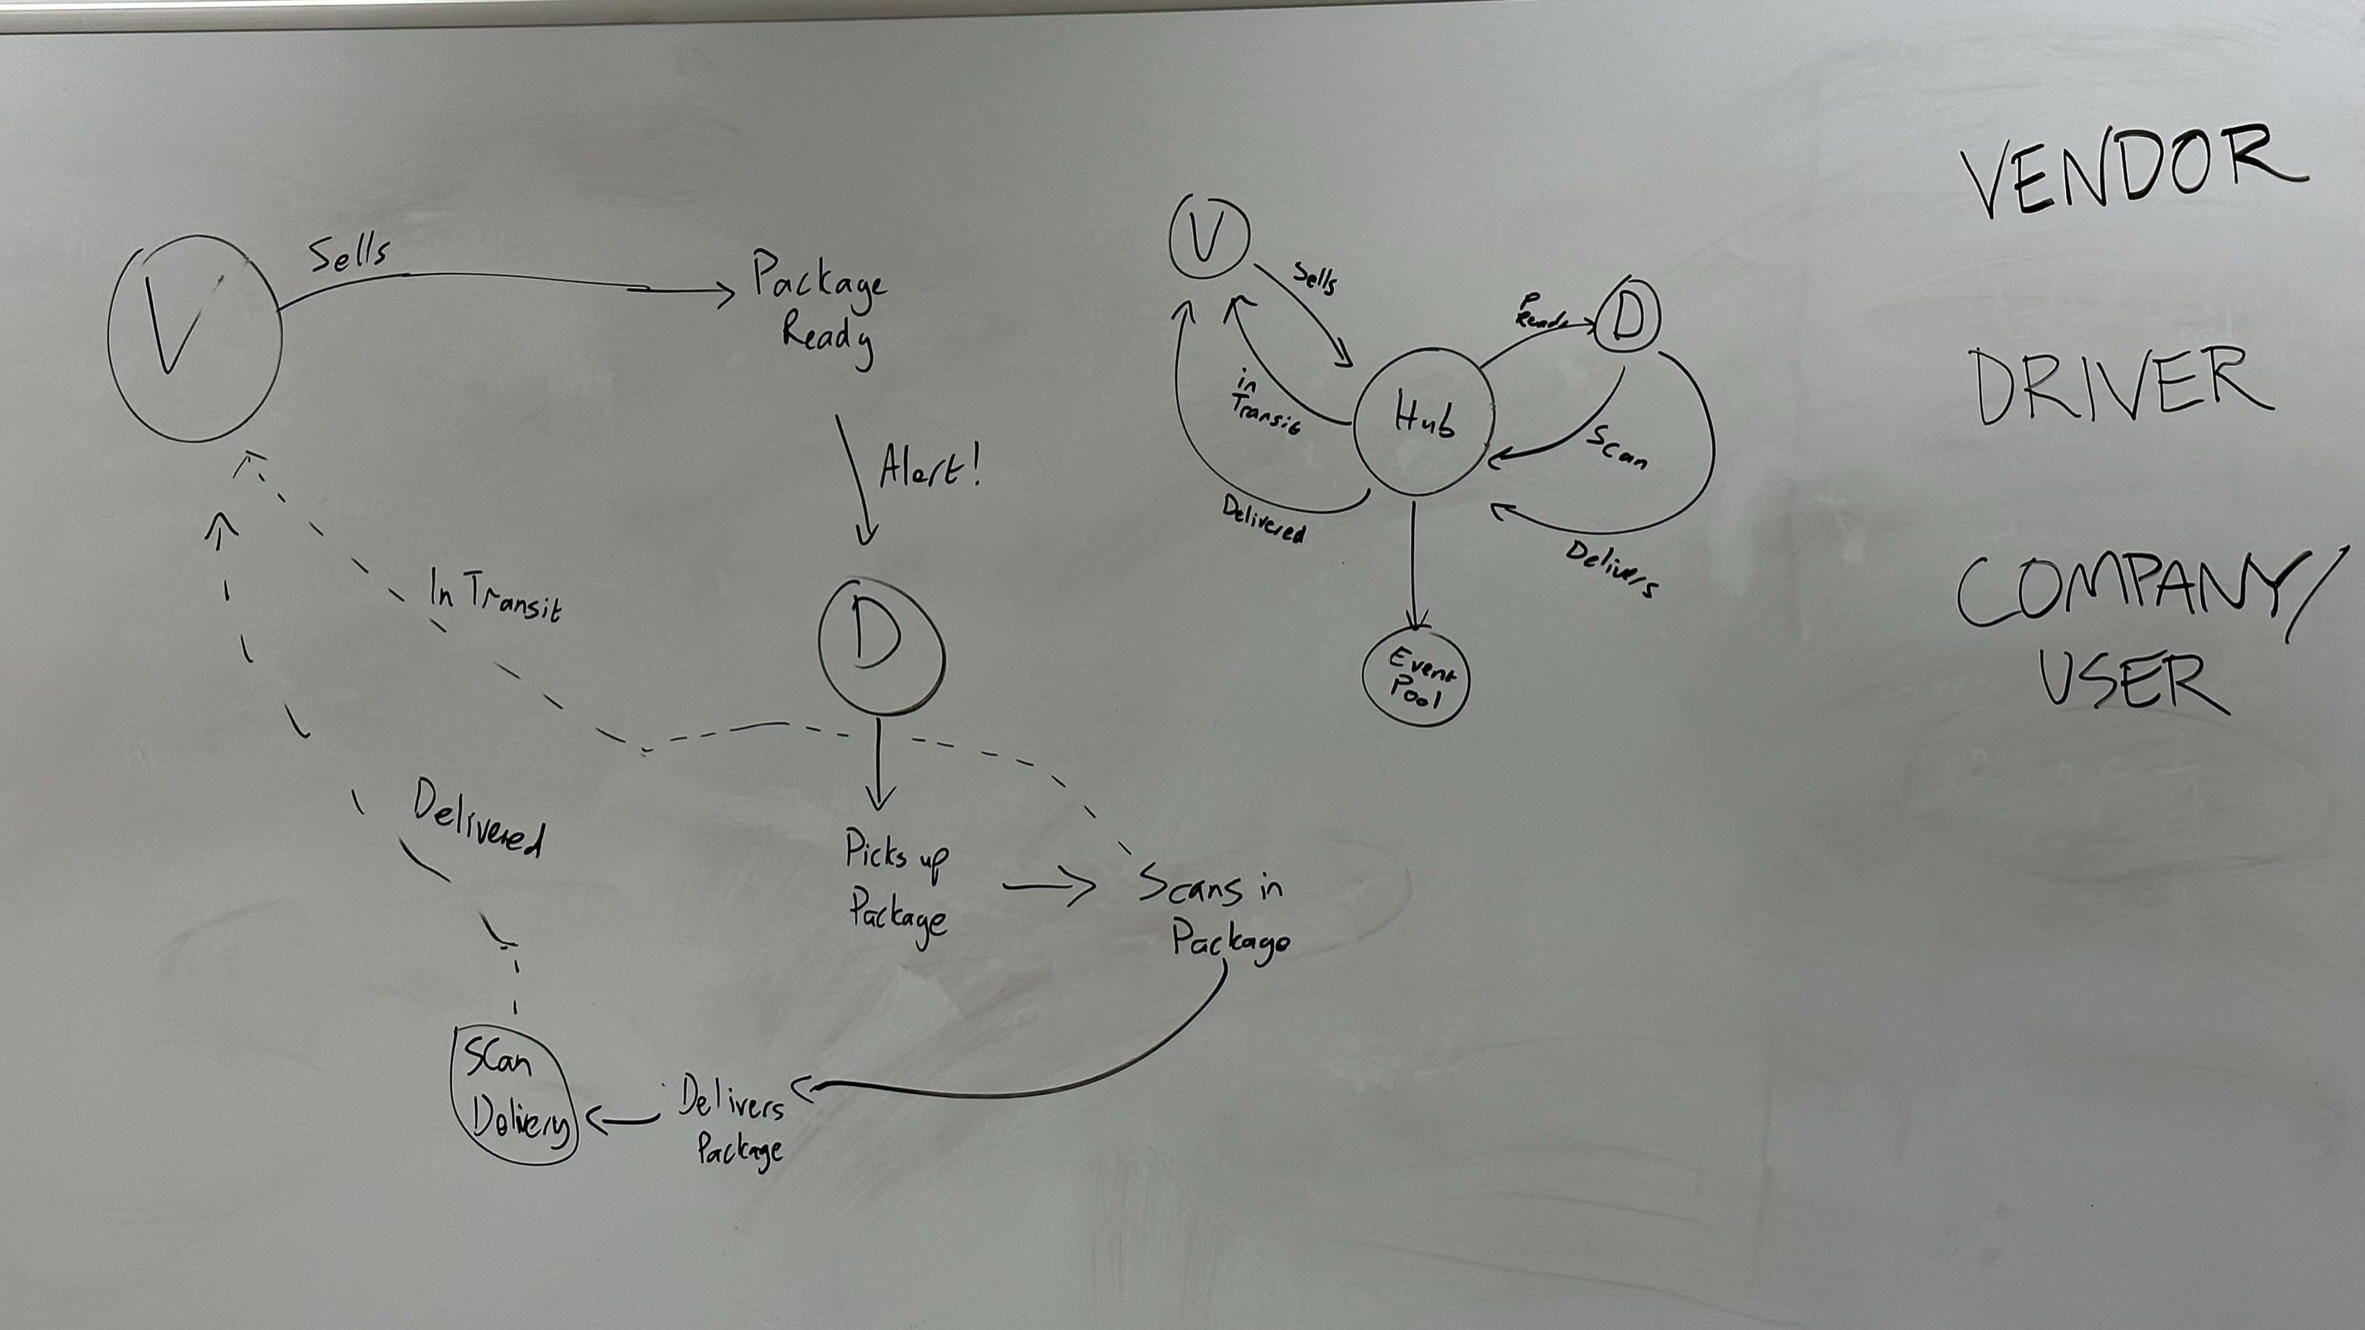 V
Sells
Package
Ready
Alert!
D
In Transit
Picks up
Package
Scans in
Package
Delivers
Package
Scan
Delivery
Delivered
V
Sells
in
Transit
Delivered
Hub
P
Ready
D
Scan
Delivers
Event
Pool
VENDOR
DRIVER
COMPANY/
USER